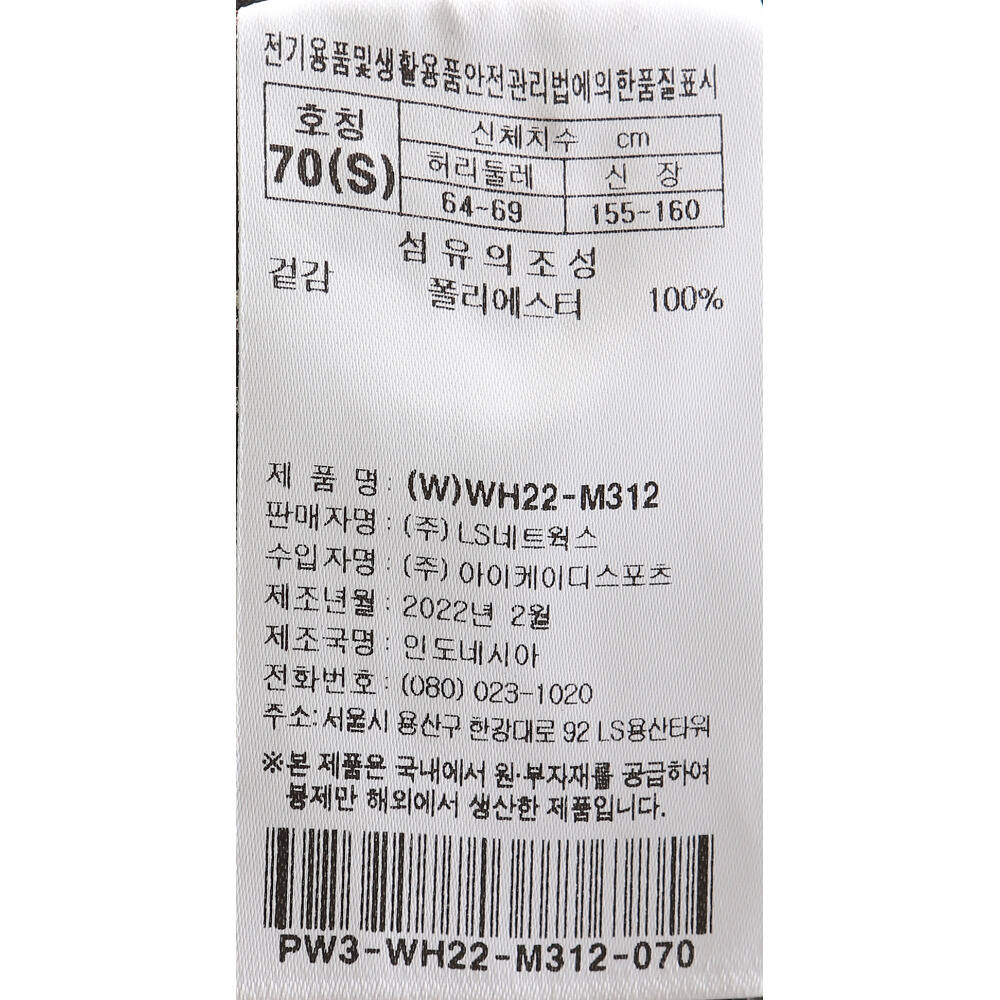 전기용품및생활용품안전관리법에의한품질표시
호칭 신체치수 cm
70(S) 허리둘레 신 장
64-69 155-160
섬유의조성
겉감 폴리에스터 100%
제 품 명: (W)WH22-M312
판매자명: (주) LS네트웍스
수입자명: (주) 아이케이디스포츠
제조년월: 2022년 2월
제조국명: 인도네시아
전화번호: (080) 023-1020
주소: 서울시 용산구 한강대로 92 LS용산타워
※본 제품은 국내에서 원·부자재를 공급하여
봉제만 해외에서 생산한 제품입니다.
PW3-WH22-M312-070